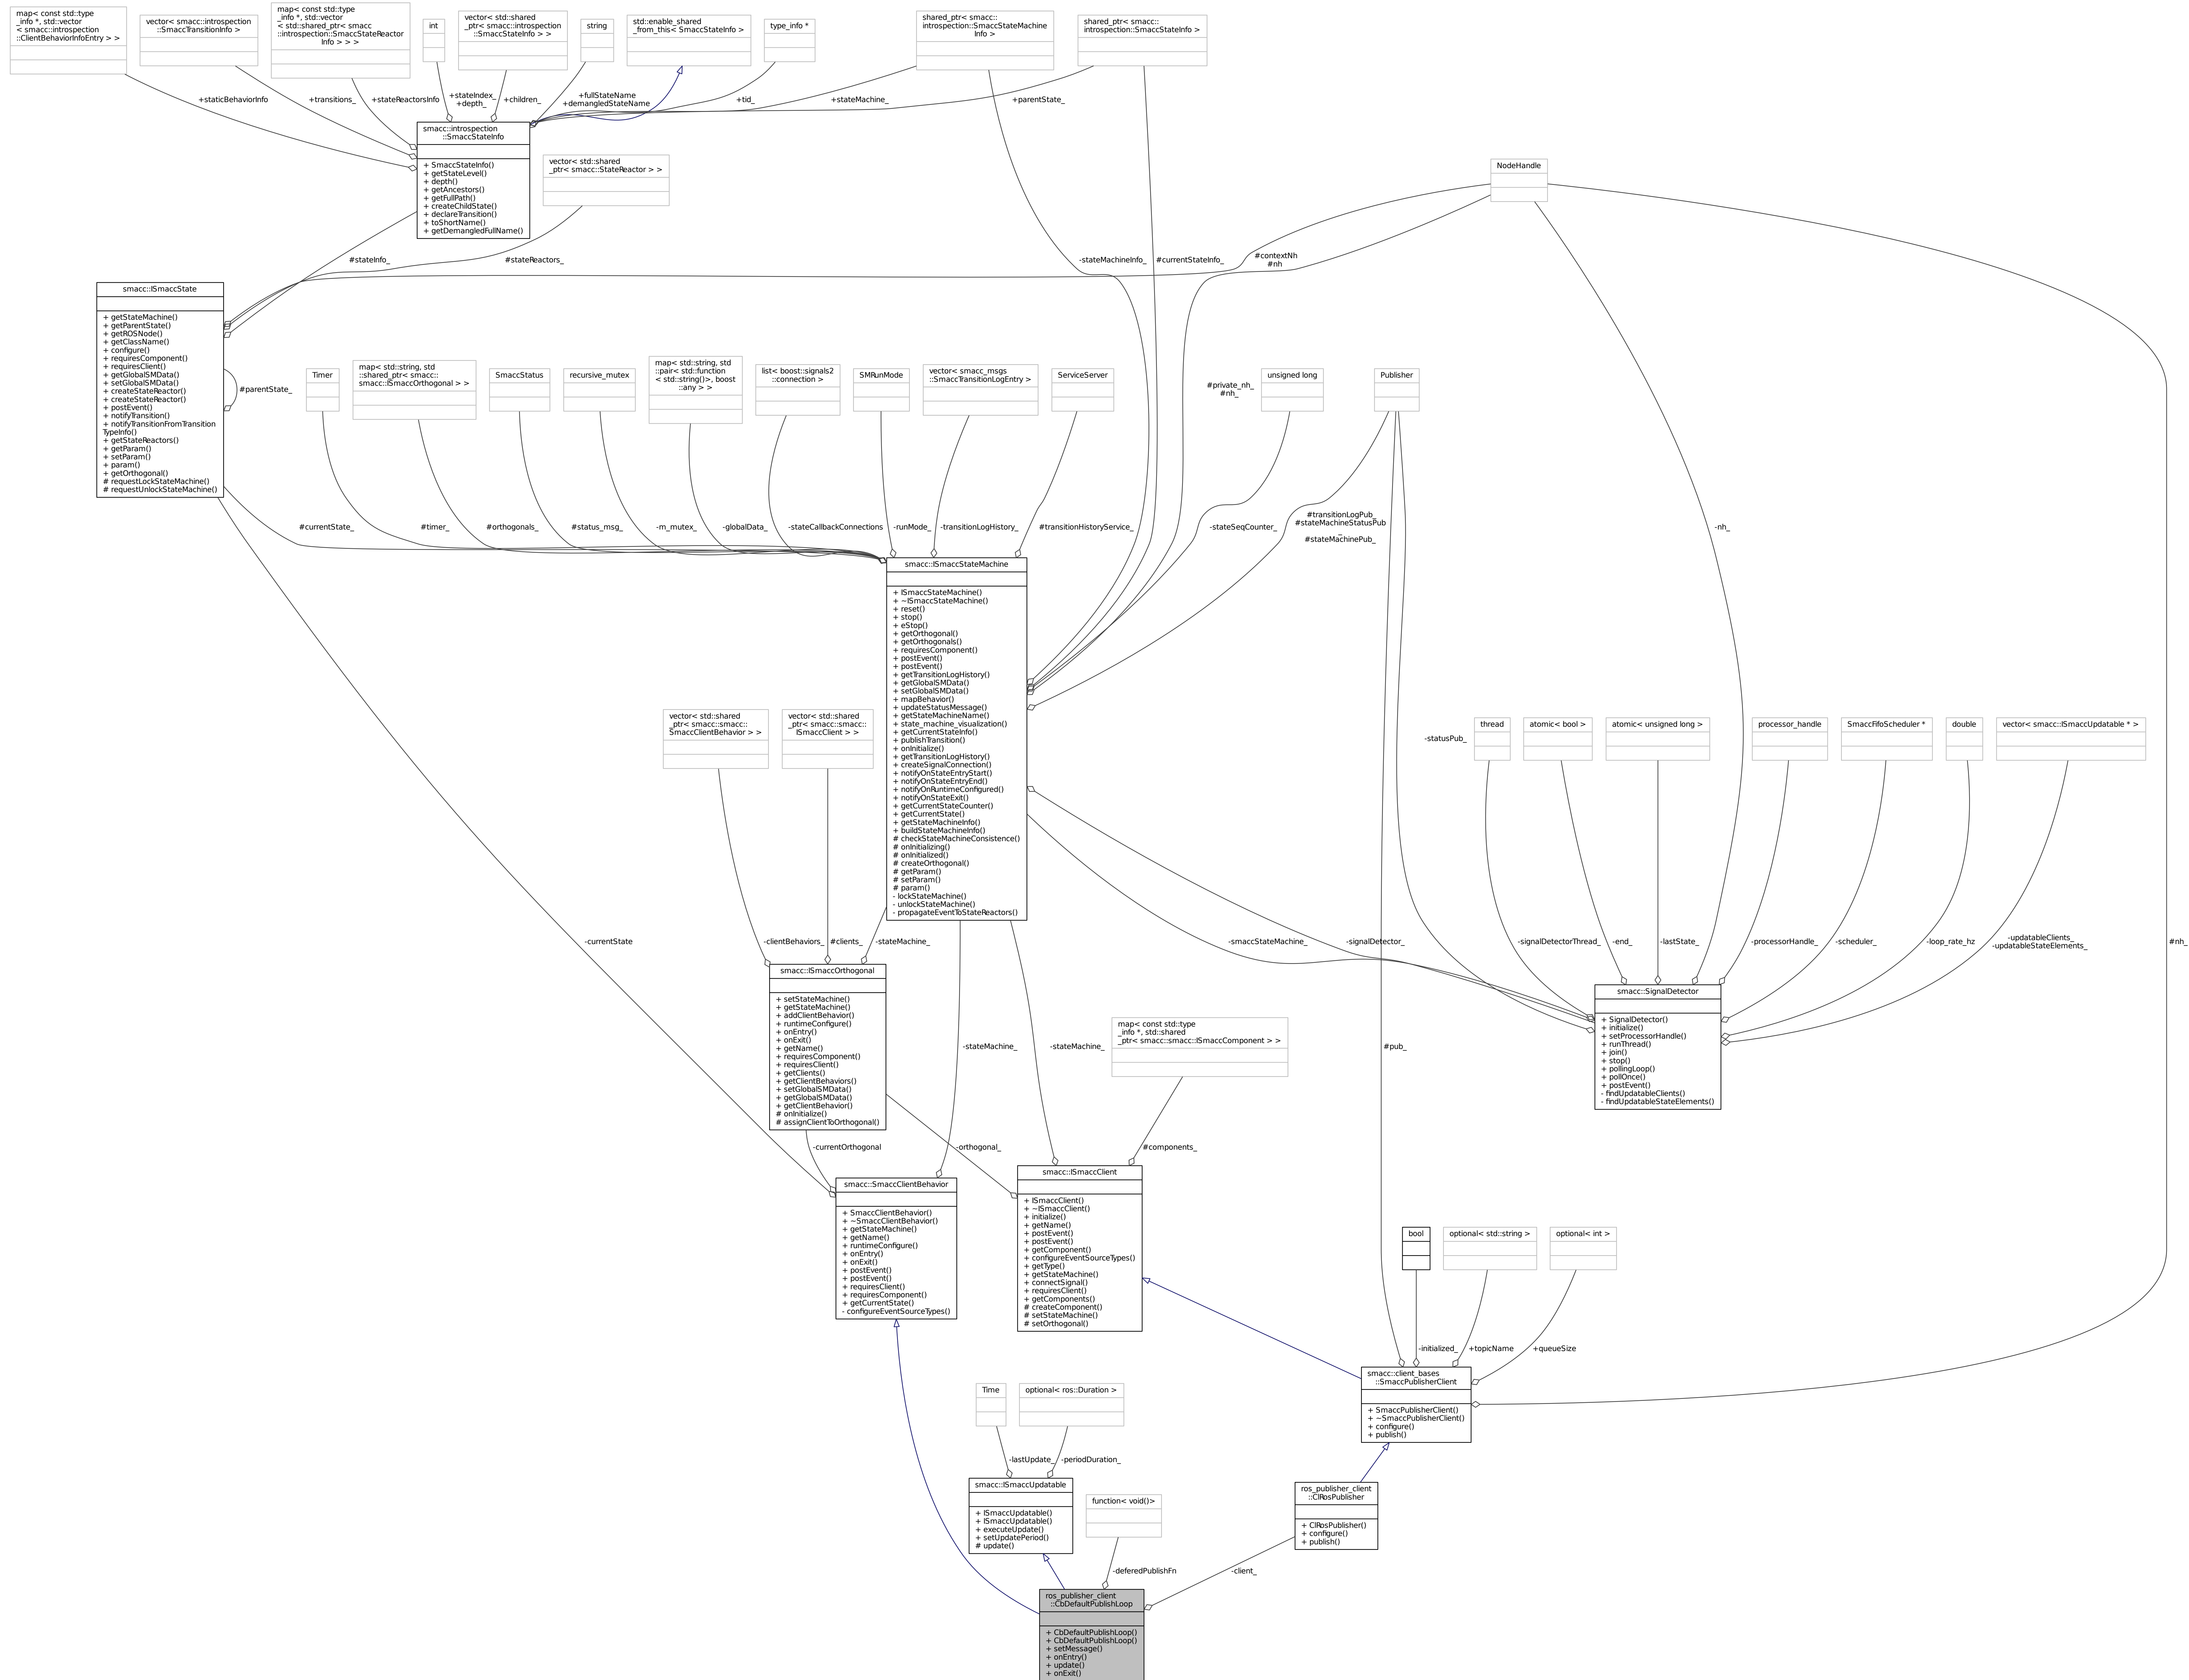 map< const std::type
_info *, std::vector
< smacc::introspection
::ClientBehaviorInfoEntry > >
vector< smacc::introspection
::SmaccTransitionInfo >
map< const std::type
_info *, std::vector
< std::shared_ptr< smacc
::introspection::SmaccStateReactor
Info > > >
int
vector< std::shared
_ptr< smacc::introspection
::SmaccStateInfo > >
string
std::enable_shared
_from_this< SmaccStateInfo >
type_info *
shared_ptr< smacc::
introspection::SmaccStateMachine
Info >
shared_ptr< smacc::
introspection::SmaccStateInfo >
+staticBehaviorInfo
+transitions_
+stateReactorsInfo
+stateIndex_
+depth_
+children_
+fullStateName
+demangledStateName
+tid_
+stateMachine_
+parentState_
smacc::introspection
::SmaccStateInfo
+ SmaccStateInfo()
+ getStateLevel()
+ depth()
+ getAncestors()
+ getFullPath()
+ createChildState()
+ declareTransition()
+ toShortName()
+ getDemangledFullName()
vector< std::shared
_ptr< smacc::StateReactor > >
NodeHandle
#stateInfo_
#stateReactors_
-stateMachineInfo_
#currentStateInfo_
#contextNh
#nh
smacc::ISmaccState
+ getStateMachine()
+ getParentState()
+ getROSNode()
+ getClassName()
+ configure()
+ requiresComponent()
+ requiresClient()
+ getGlobalSMData()
+ setGlobalSMData()
+ createStateReactor()
+ createStateReactor()
+ postEvent()
+ notifyTransition()
+ notifyTransitionFromTransition
TypeInfo()
+ getStateReactors()
+ getParam()
+ setParam()
+ param()
+ getOrthogonal()
# requestLockStateMachine()
# requestUnlockStateMachine()
#parentState_
Timer
map< std::string, std
::shared_ptr< smacc::
smacc::ISmaccOrthogonal > >
SmaccStatus
recursive_mutex
map< std::string, std
::pair< std::function
< std::string()>, boost
::any > >
list< boost::signals2
::connection >
SMRunMode
vector< smacc_msgs
::SmaccTransitionLogEntry >
ServiceServer
#private_nh_
#nh_
unsigned long
Publisher
#currentState_
#timer_
#orthogonals_
#status_msg_
-m_mutex_
-globalData_
-stateCallbackConnections
-runMode_
-transitionLogHistory_
#transitionHistoryService_
-stateSeqCounter_
#transitionLogPub_
#stateMachineStatusPub
_
#stateMachinePub_
-nh_
smacc::ISmaccStateMachine
+ ISmaccStateMachine()
+ ~ISmaccStateMachine()
+ reset()
+ stop()
+ eStop()
+ getOrthogonal()
+ getOrthogonals()
+ requiresComponent()
+ postEvent()
+ postEvent()
+ getTransitionLogHistory()
+ getGlobalSMData()
+ setGlobalSMData()
+ mapBehavior()
+ updateStatusMessage()
+ getStateMachineName()
+ state_machine_visualization()
+ getCurrentStateInfo()
+ publishTransition()
+ onInitialize()
+ getTransitionLogHistory()
+ createSignalConnection()
+ notifyOnStateEntryStart()
+ notifyOnStateEntryEnd()
+ notifyOnRuntimeConfigured()
+ notifyOnStateExit()
+ getCurrentStateCounter()
+ getCurrentState()
+ getStateMachineInfo()
+ buildStateMachineInfo()
# checkStateMachineConsistence()
# onInitializing()
# onInitialized()
# createOrthogonal()
# getParam()
# setParam()
# param()
- lockStateMachine()
- unlockStateMachine()
- propagateEventToStateReactors()
vector< std::shared
_ptr< smacc::smacc::
SmaccClientBehavior > >
vector< std::shared
_ptr< smacc::smacc::
ISmaccClient > >
-statusPub_
thread
atomic< bool >
atomic< unsigned long >
processor_handle
SmaccFifoScheduler *
double
vector< smacc::ISmaccUpdatable * >
-currentState
-clientBehaviors_
#clients_
-stateMachine_
-smaccStateMachine_
-signalDetector_
-signalDetectorThread_
-end_
-lastState_
-processorHandle_
-scheduler_
-loop_rate_hz
-updatableClients_
-updatableStateElements_
#nh_
smacc::ISmaccOrthogonal
+ setStateMachine()
+ getStateMachine()
+ addClientBehavior()
+ runtimeConfigure()
+ onEntry()
+ onExit()
+ getName()
+ requiresComponent()
+ requiresClient()
+ getClients()
+ getClientBehaviors()
+ setGlobalSMData()
+ getGlobalSMData()
+ getClientBehavior()
# onInitialize()
# assignClientToOrthogonal()
smacc::SignalDetector
+ SignalDetector()
+ initialize()
+ setProcessorHandle()
+ runThread()
+ join()
+ stop()
+ pollingLoop()
+ pollOnce()
+ postEvent()
- findUpdatableClients()
- findUpdatableStateElements()
map< const std::type
_info *, std::shared
_ptr< smacc::smacc::ISmaccComponent > >
-stateMachine_
-stateMachine_
#pub_
-currentOrthogonal
-orthogonal_
#components_
smacc::SmaccClientBehavior
+ SmaccClientBehavior()
+ ~SmaccClientBehavior()
+ getStateMachine()
+ getName()
+ runtimeConfigure()
+ onEntry()
+ onExit()
+ postEvent()
+ postEvent()
+ requiresClient()
+ requiresComponent()
+ getCurrentState()
- configureEventSourceTypes()
smacc::ISmaccClient
+ ISmaccClient()
+ ~ISmaccClient()
+ initialize()
+ getName()
+ postEvent()
+ postEvent()
+ getComponent()
+ configureEventSourceTypes()
+ getType()
+ getStateMachine()
+ connectSignal()
+ requiresClient()
+ getComponents()
# createComponent()
# setStateMachine()
# setOrthogonal()
bool
optional< std::string >
optional< int >
-initialized_
+topicName
+queueSize
smacc::client_bases
::SmaccPublisherClient
+ SmaccPublisherClient()
+ ~SmaccPublisherClient()
+ configure()
+ publish()
Time
optional< ros::Duration >
-lastUpdate_
-periodDuration_
smacc::ISmaccUpdatable
+ ISmaccUpdatable()
+ ISmaccUpdatable()
+ executeUpdate()
+ setUpdatePeriod()
# update()
function< void()>
ros_publisher_client
::ClRosPublisher
+ ClRosPublisher()
+ configure()
+ publish()
-deferedPublishFn
-client_
ros_publisher_client
::CbDefaultPublishLoop
+ CbDefaultPublishLoop()
+ CbDefaultPublishLoop()
+ setMessage()
+ onEntry()
+ update()
+ onExit()